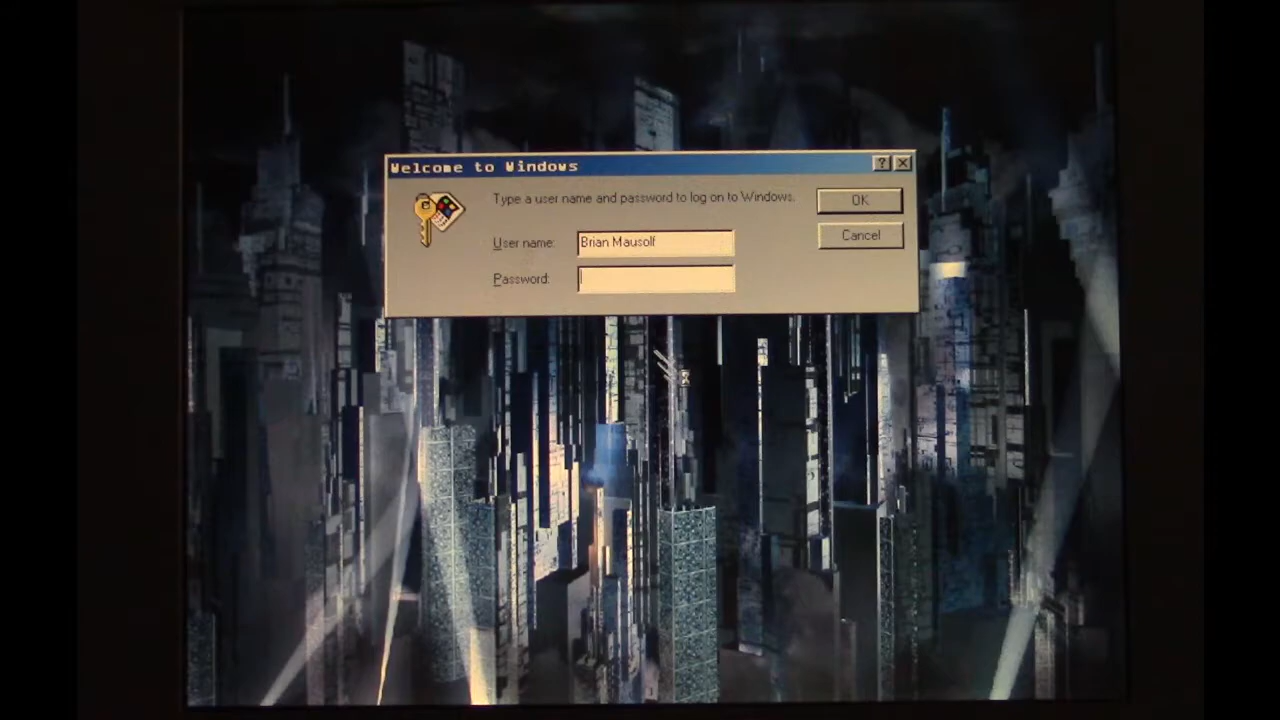 Welcome to Windows
Type a user name and password to log on to Windows.
OK
User name: Brian Mausolf
Cancel
Password: